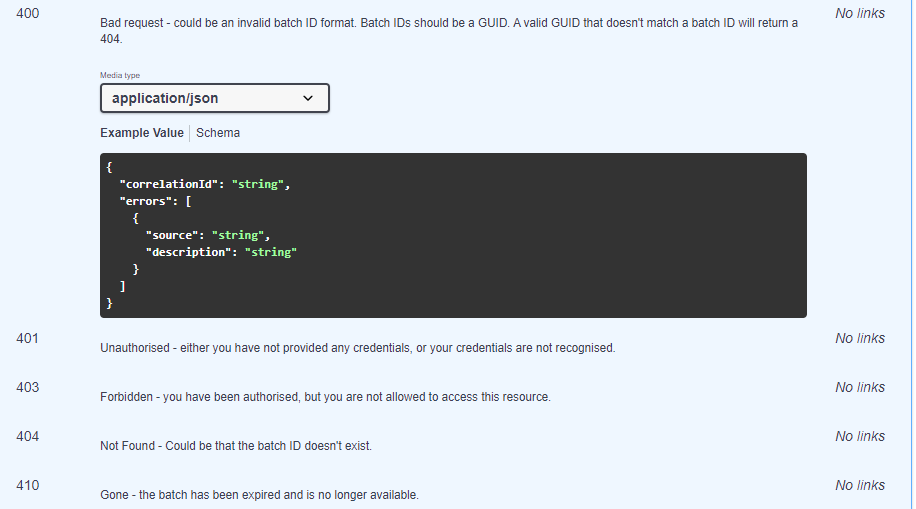 400
No links
Bad request - could be an invalid batch ID format. Batch IDs should be a GUID. A valid GUID that doesn't match a batch ID will return a
404.
Media type
application/json
Example Value
Schema
{
  "correlationId": "string",
  "errors": [
    {
      "source": "string",
      "description": "string"
    }
  ]
}
401
No links
Unauthorised - either you have not provided any credentials, or your credentials are not recognised.
403
No links
Forbidden - you have been authorised, but you are not allowed to access this resource.
404
No links
Not Found - Could be that the batch ID doesn't exist.
410
No links
Gone - the batch has been expired and is no longer available.